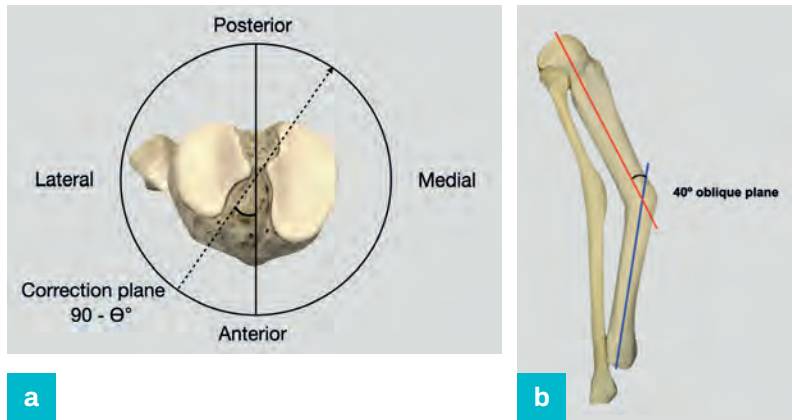 Posterior
Lateral
Medial
Correction plane
90 - Θ°
Anterior
a
40º oblique plane
b